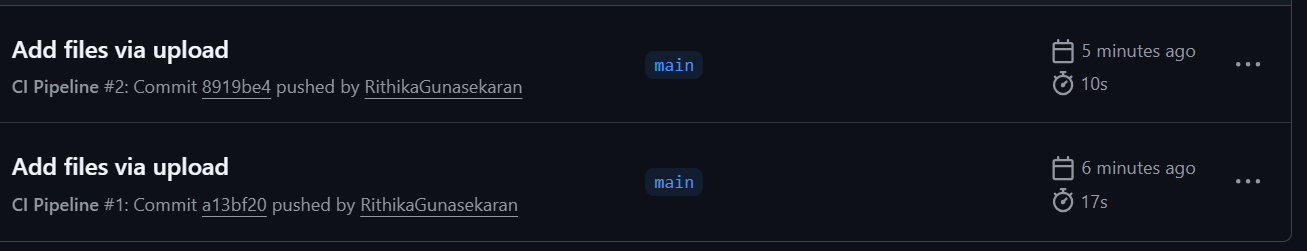 Add files via upload
main
5 minutes ago
CI Pipeline #2: Commit 8919be4 pushed by RithikaGunasekaran
10s
Add files via upload
main
6 minutes ago
CI Pipeline #1: Commit a13bf20 pushed by RithikaGunasekaran
17s